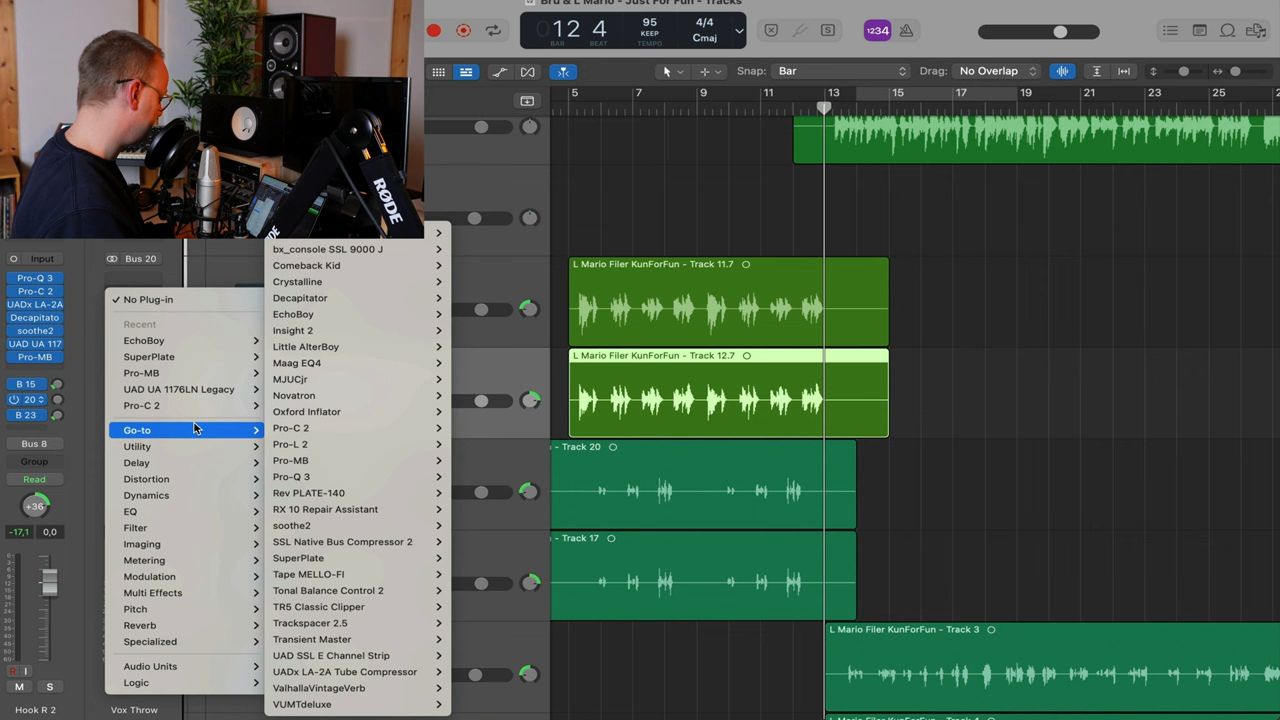 Bru & L Mario - Just For Fun - Tracks
12 4
BAR BEAT
95
KEEP
TEMPO
4/4
Cmaj
S
1234
Snap: Bar
Drag: No Overlap
5 7 9 11 13 15 17 19 21 23 25
RØDE
RØDE
Input
Pro-Q 3
Pro-C 2
UADx LA-2A
Decapitato
soothe2
UAD UA 117
Pro-MB
B 15
20
B 23
Bus 8
Group
Read
+36
-17,1 0,0
R I
M S
Hook R 2
Bus 20
No Plug-in
Recent
EchoBoy
SuperPlate
Pro-MB
UAD UA 1176LN Legacy
Pro-C 2
Go-to
Utility
Delay
Distortion
Dynamics
EQ
Filter
Imaging
Metering
Modulation
Multi Effects
Pitch
Reverb
Specialized
Audio Units
Logic
Vox Throw
bx_console SSL 9000 J
Comeback Kid
Crystalline
Decapitator
EchoBoy
Insight 2
Little AlterBoy
Maag EQ4
MJUCjr
Novatron
Oxford Inflator
Pro-C 2
Pro-L 2
Pro-MB
Pro-Q 3
Rev PLATE-140
RX 10 Repair Assistant
soothe2
SSL Native Bus Compressor 2
SuperPlate
Tape MELLO-FI
Tonal Balance Control 2
TR5 Classic Clipper
Trackspacer 2.5
Transient Master
UAD SSL E Channel Strip
UADx LA-2A Tube Compressor
ValhallaVintageVerb
VUMTdeluxe
L Mario Filer KunForFun - Track 11.7
L Mario Filer KunForFun - Track 12.7
- Track 20
- Track 17
L Mario Filer KunForFun - Track 3